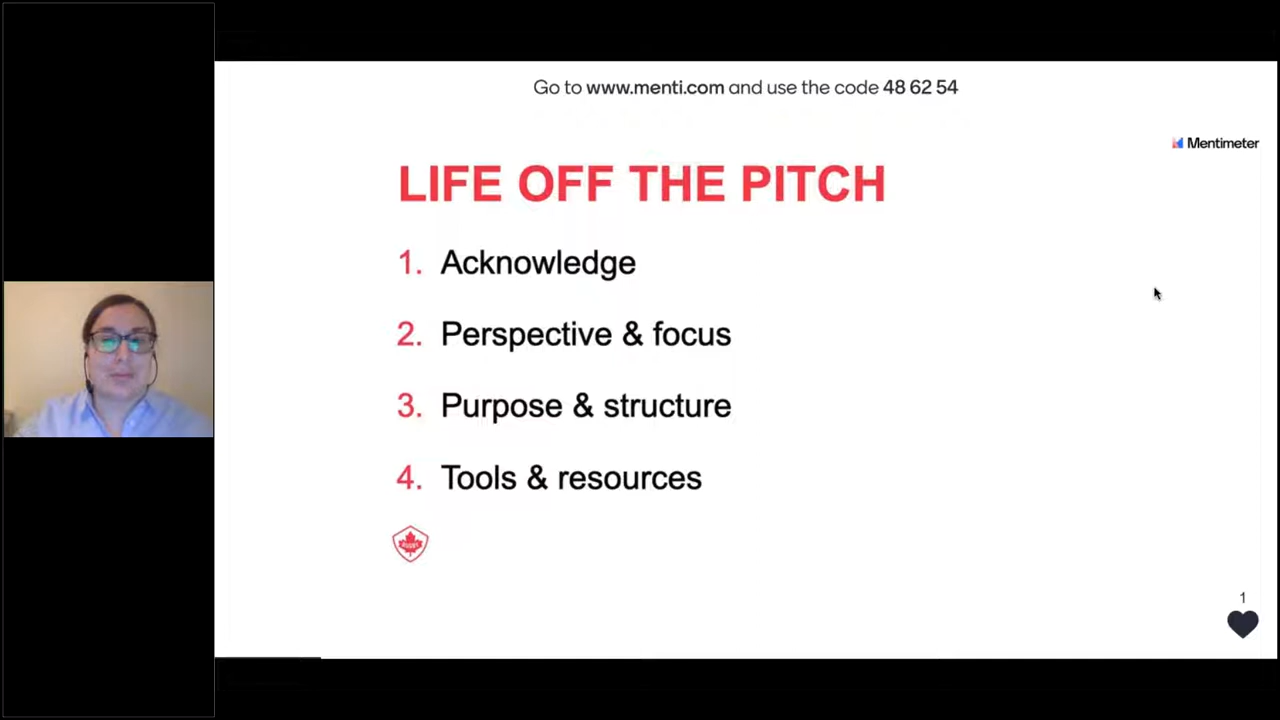 Go to www.menti.com and use the code 48 62 54
Mentimeter
LIFE OFF THE PITCH
1. Acknowledge
2. Perspective & focus
3. Purpose & structure
4. Tools & resources
RUGBY
1